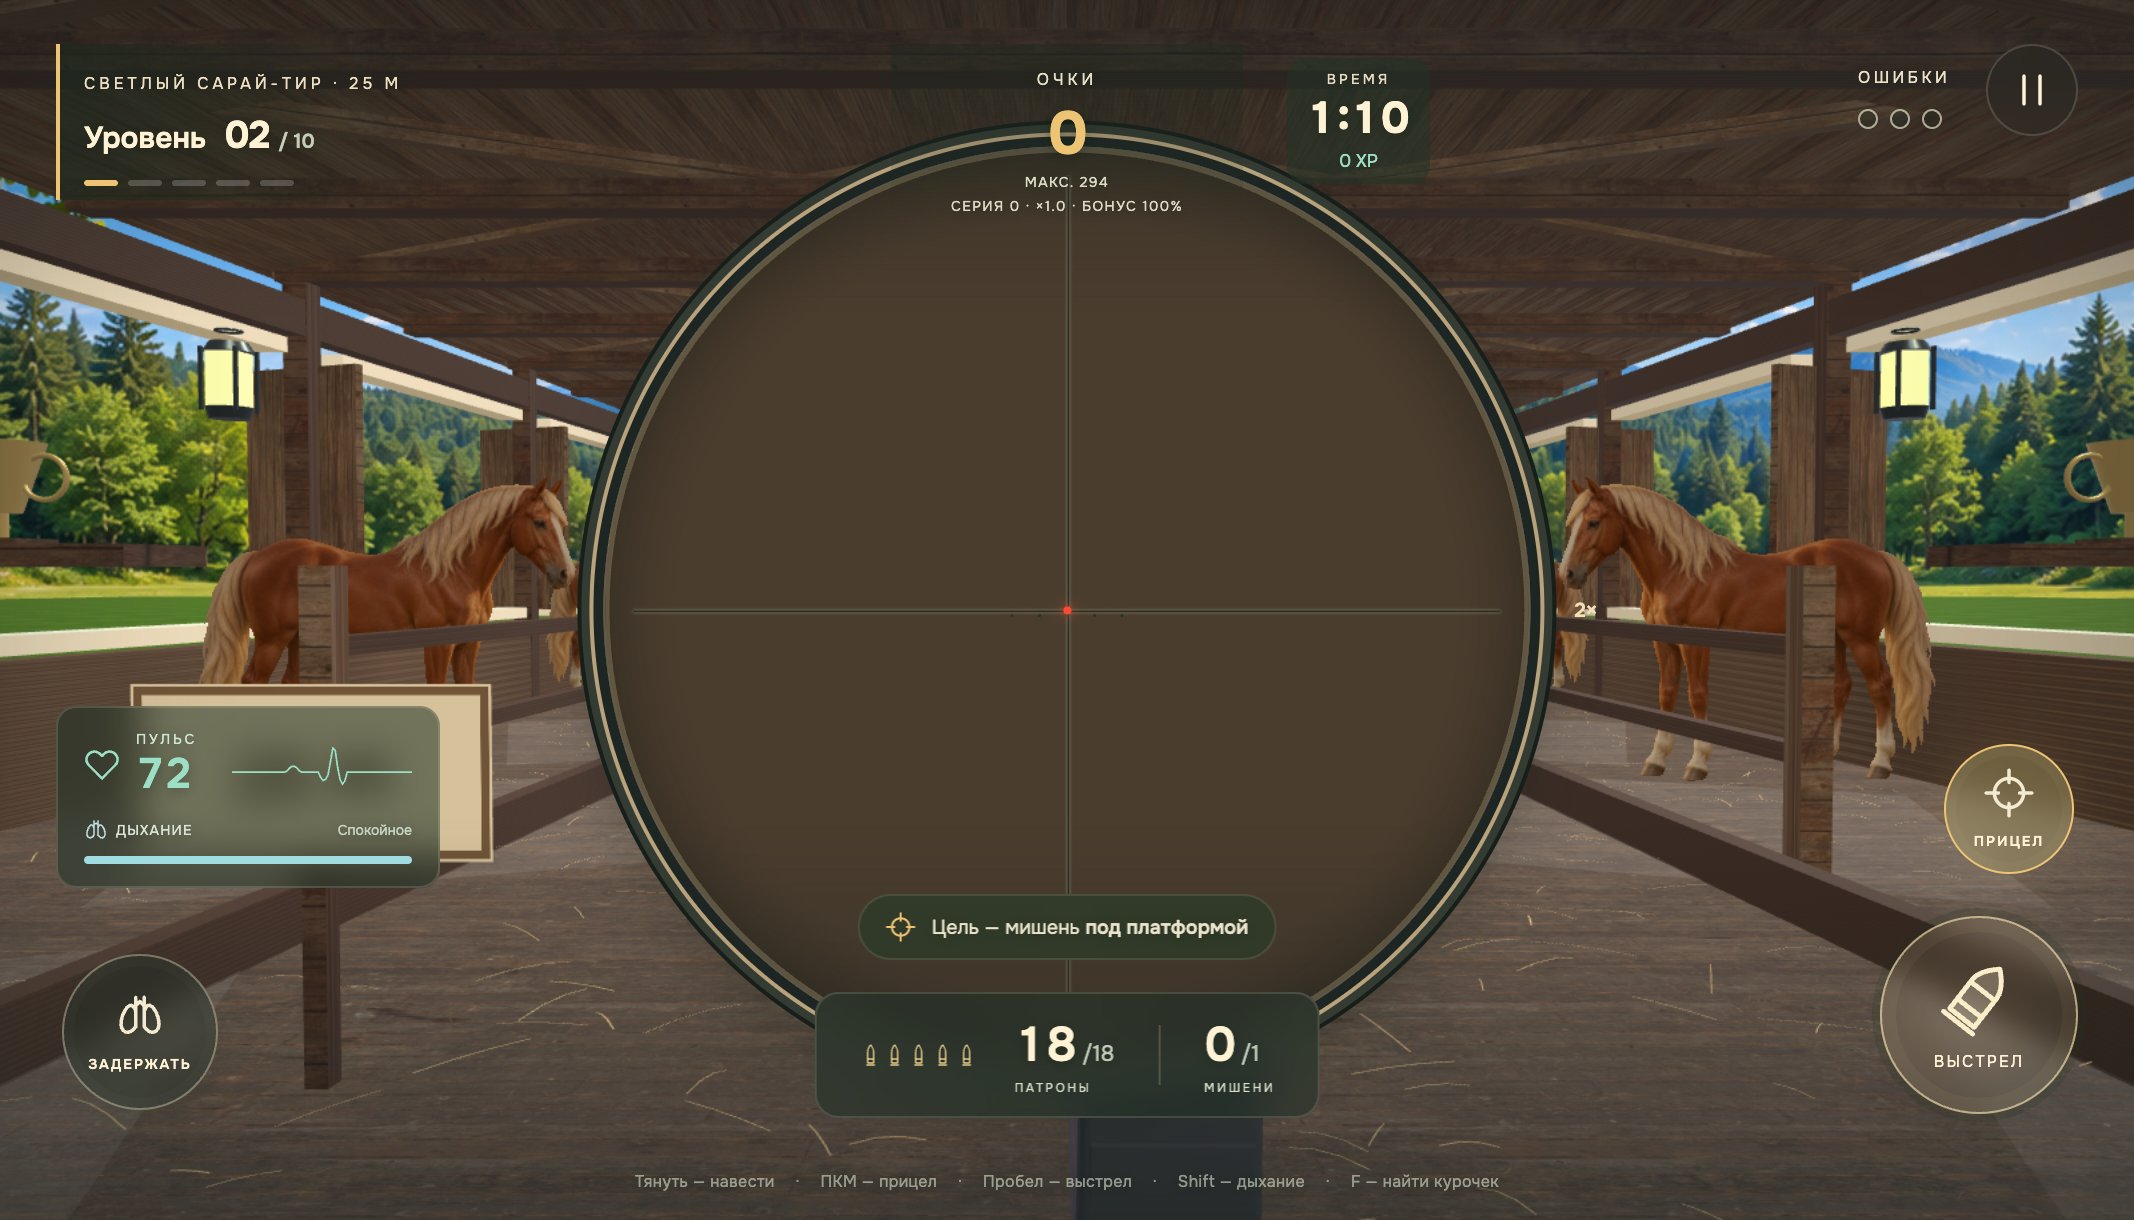 СВЕТЛЫЙ САРАЙ-ТИР · 25 М
Уровень 02 / 10
ОЧКИ
0
МАКС. 294
СЕРИЯ 0 · ×1.0 · БОНУС 100%
ВРЕМЯ
1:10
0 XP
ОШИБКИ
2×
ПУЛЬС
72
ДЫХАНИЕ Спокойное
ПРИЦЕЛ
Цель — мишень под платформой
ЗАДЕРЖАТЬ
18 /18
ПАТРОНЫ
0 /1
МИШЕНИ
ВЫСТРЕЛ
Тянуть — навести · ПКМ — прицел · Пробел — выстрел · Shift — дыхание · F — найти курочек